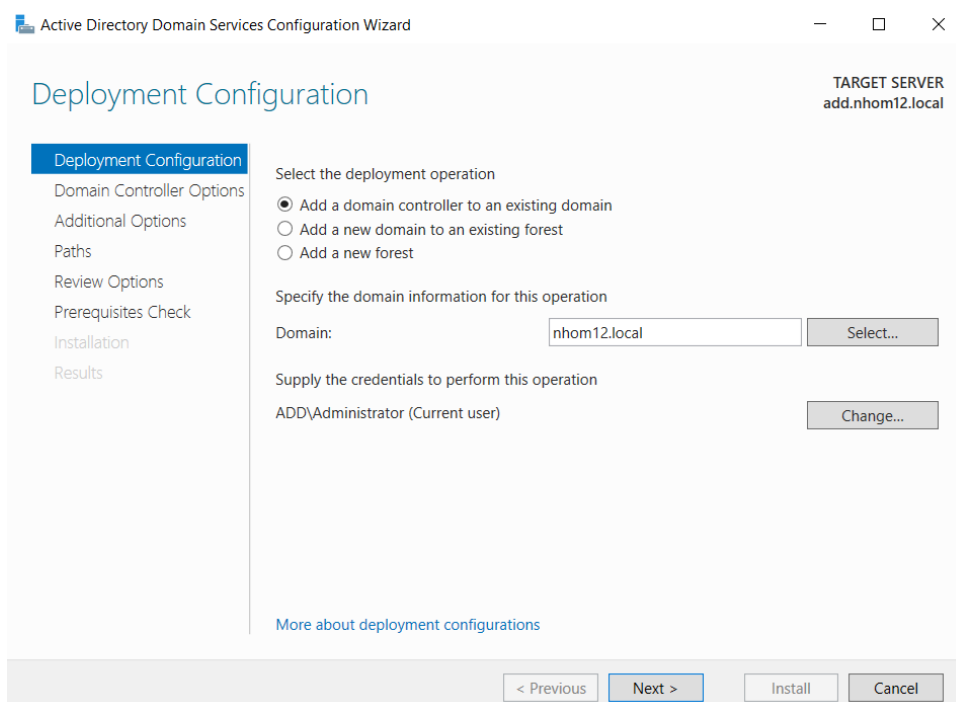 Active Directory Domain Services Configuration Wizard
Deployment Configuration
TARGET SERVER
add.nhom12.local
Deployment Configuration
Domain Controller Options
Additional Options
Paths
Review Options
Prerequisites Check
Installation
Results
Select the deployment operation
Add a domain controller to an existing domain
Add a new domain to an existing forest
Add a new forest
Specify the domain information for this operation
Domain:
nhom12.local
Select...
Supply the credentials to perform this operation
ADD\Administrator (Current user)
Change...
More about deployment configurations
< Previous
Next >
Install
Cancel